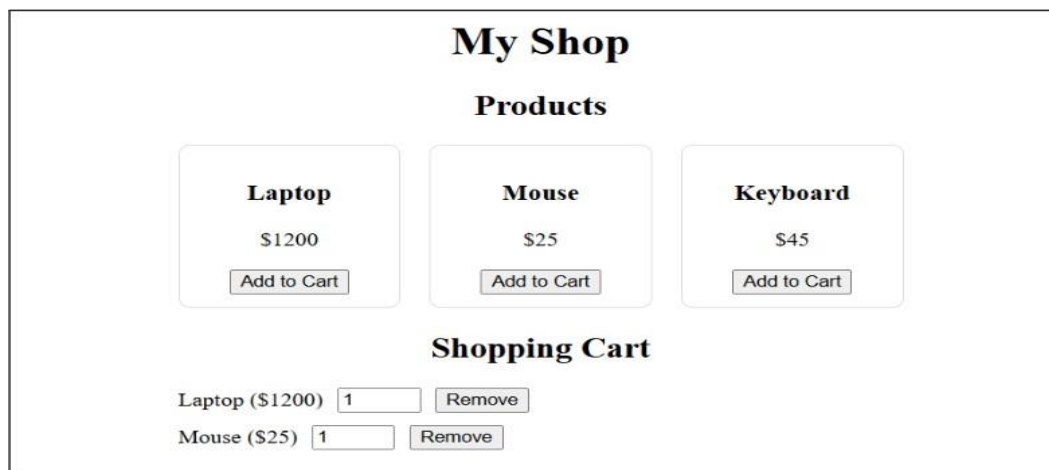 My Shop
Products
Laptop Mouse Keyboard
$1200 $25 $45
Add to Cart Add to Cart Add to Cart
Shopping Cart
Laptop ($1200) 1 Remove
Mouse ($25) 1 Remove